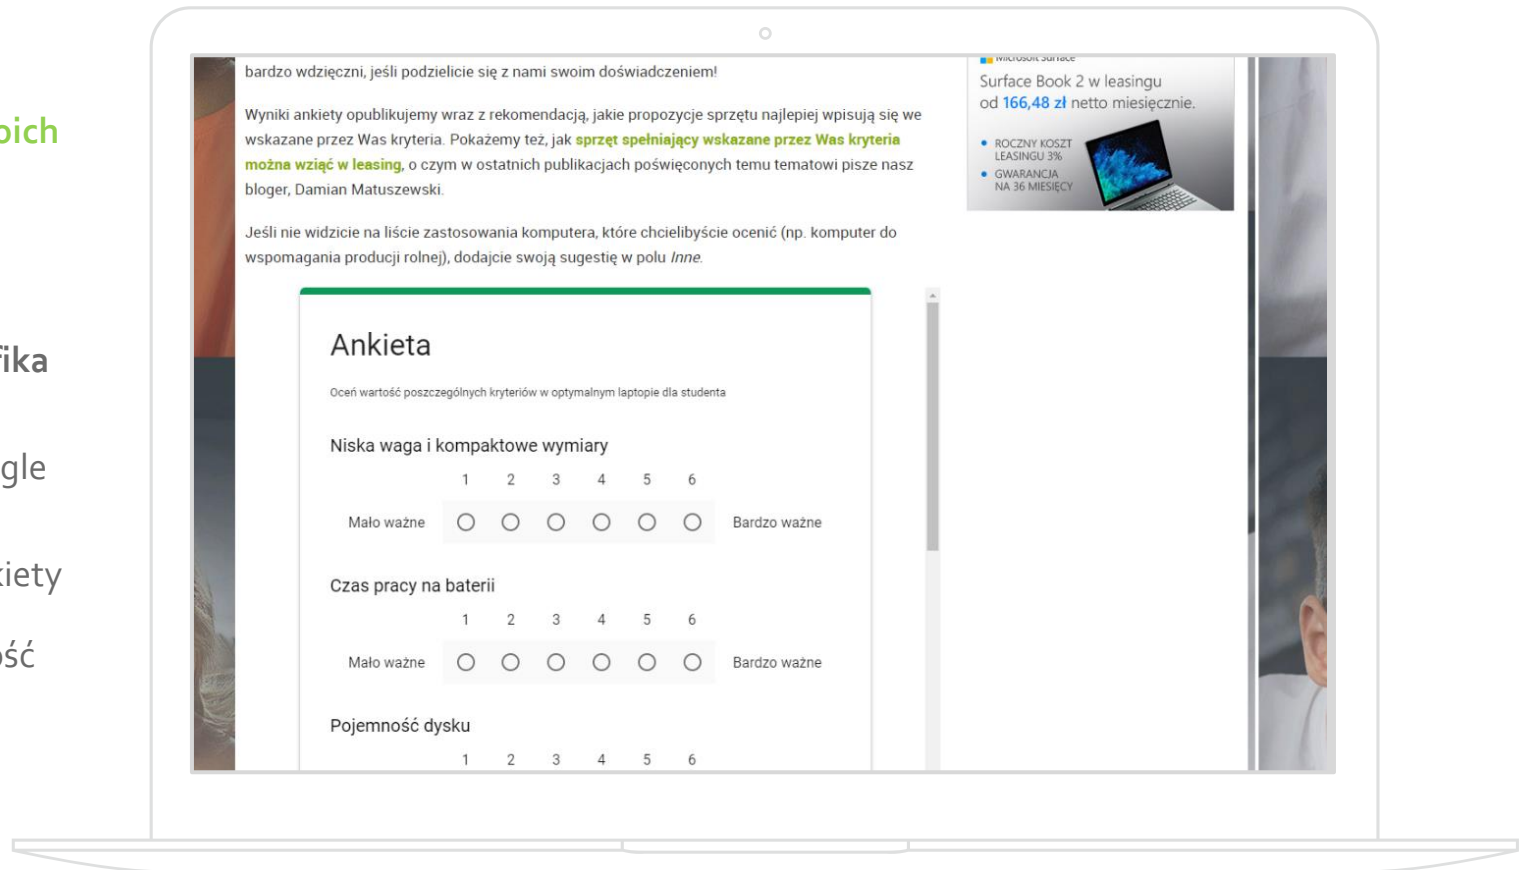 bardzo wdzięczni, jeśli podzielicie się z nami swoim doświadczeniem!
Wyniki ankiety opublikujemy wraz z rekomendacją, jakie propozycje sprzętu najlepiej wpisują się we
wskazane przez Was kryteria. Pokażemy też, jak sprzęt spełniający wskazane przez Was kryteria
można wziąć w leasing, o czym w ostatnich publikacjach poświęconych temu tematowi pisze nasz
bloger, Damian Matuszewski.
Jeśli nie widzicie na liście zastosowania komputera, które chcielibyście ocenić (np. komputer do
wspomagania producji rolnej), dodajcie swoją sugestię w polu Inne.
Ankieta
Oceń wartość poszczególnych kryteriów w optymalnym laptopie dla studenta
Niska waga i kompaktowe wymiary
1 2 3 4 5 6
Mało ważne Bardzo ważne
Czas pracy na baterii
1 2 3 4 5 6
Mało ważne Bardzo ważne
Pojemność dysku
1 2 3 4 5 6
Microsoft Surface
Surface Book 2 w leasingu
od 166,48 zł netto miesięcznie.
ROCZNY KOSZT
LEASINGU 3%
GWARANCJA
NA 36 MIESIĘCY